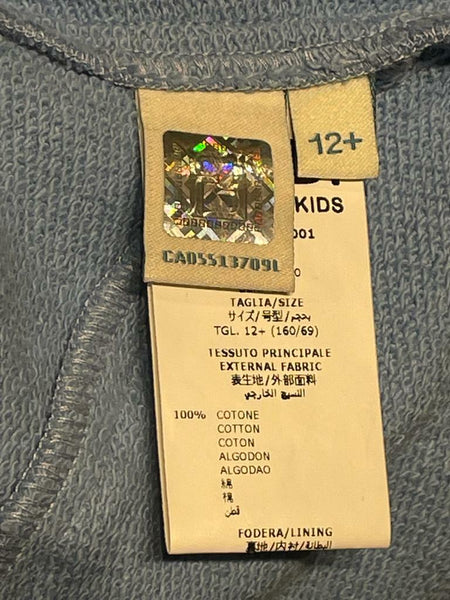 12+
CA05513709L
KIDS
001
0
TAGLIA/SIZE
サイズ/号型/بحجم
TGL. 12+ (160/69)
TESSUTO PRINCIPALE
EXTERNAL FABRIC
表生地/外部面料
النسيج الخارجي
100% COTONE
COTTON
COTON
ALGODON
ALGODAO
綿
棉
قطن
FODERA/LINING
裏地/内衬/البطانة